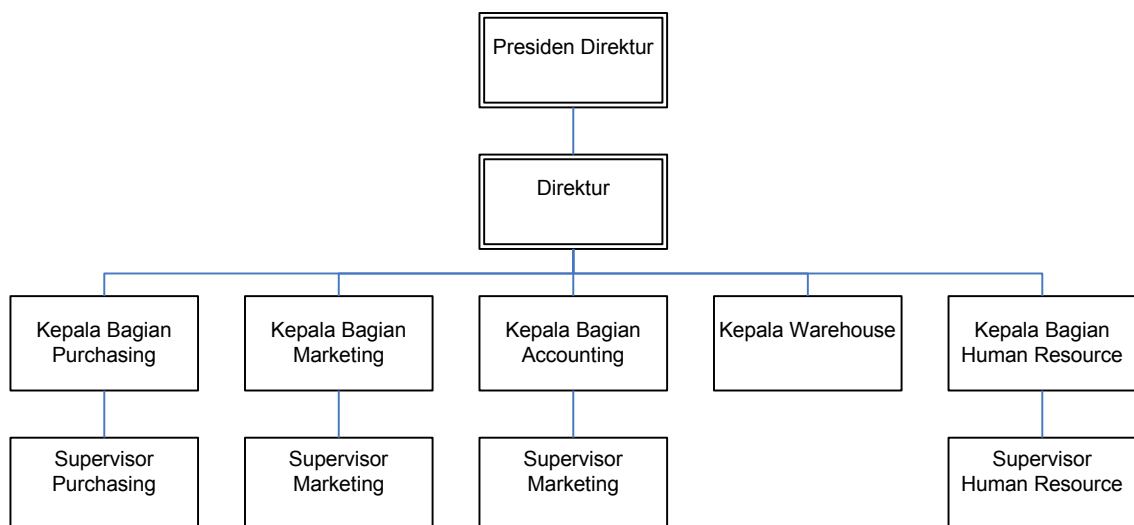 Presiden Direktur
Direktur
Kepala Bagian
Purchasing
Kepala Bagian
Marketing
Kepala Bagian
Accounting
Kepala Warehouse
Kepala Bagian
Human Resource
Supervisor
Purchasing
Supervisor
Marketing
Supervisor
Marketing
Supervisor
Human Resource